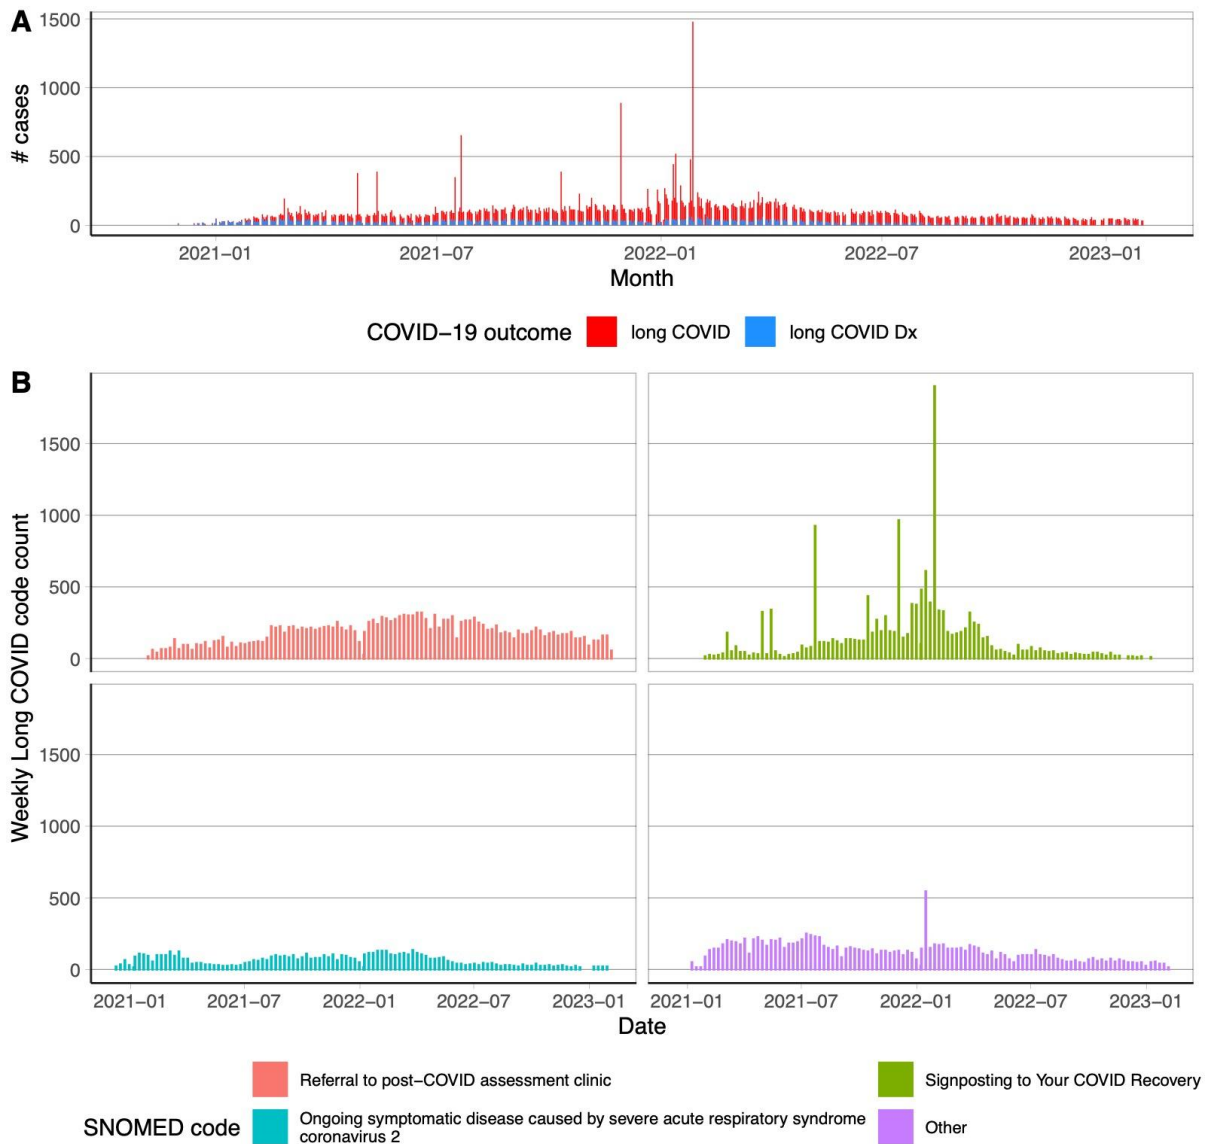 A
1500
1000
500
0
# cases
2021−01
2021−07
2022−01
2022−07
2023−01
Month
COVID−19 outcome
long COVID
long COVID Dx
B
Weekly Long COVID code count
1500
1000
500
0
1500
1000
500
0
2021−01
2021−07
2022−01
2022−07
2023−01
2021−01
2021−07
2022−01
2022−07
2023−01
Date
SNOMED code
Referral to post−COVID assessment clinic
Ongoing symptomatic disease caused by severe acute respiratory syndrome
coronavirus 2
Signposting to Your COVID Recovery
Other